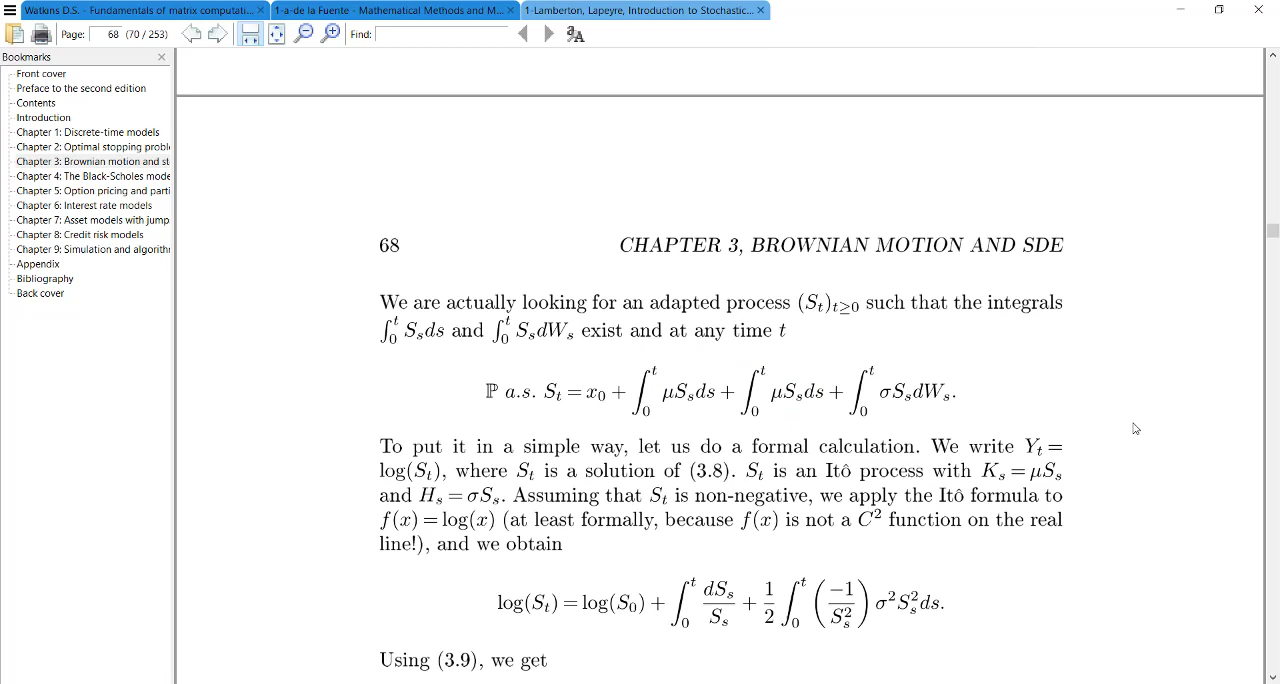 Watkins D.S. - Fundamentals of matrix computati...
1-a-de la Fuente - Mathematical Methods and M...
1-Lamberton, Lapeyre, Introduction to Stochastic...
Page: 68 (70 / 253) Find:
Bookmarks
Front cover
Preface to the second edition
Contents
Introduction
Chapter 1: Discrete-time models
Chapter 2: Optimal stopping probl
Chapter 3: Brownian motion and st
Chapter 4: The Black-Scholes mode
Chapter 5: Option pricing and parti
Chapter 6: Interest rate models
Chapter 7: Asset models with jump
Chapter 8: Credit risk models
Chapter 9: Simulation and algorith
Appendix
Bibliography
Back cover
68 CHAPTER 3, BROWNIAN MOTION AND SDE
We are actually looking for an adapted process (S_t)_{t≥0} such that the integrals
∫_0^t S_s ds and ∫_0^t S_s dW_s exist and at any time t
ℙ a.s. S_t = x_0 + ∫_0^t μS_s ds + ∫_0^t μS_s ds + ∫_0^t σS_s dW_s.
To put it in a simple way, let us do a formal calculation. We write Y_t =
log(S_t), where S_t is a solution of (3.8). S_t is an Itô process with K_s = μS_s
and H_s = σS_s. Assuming that S_t is non-negative, we apply the Itô formula to
f(x) = log(x) (at least formally, because f(x) is not a C² function on the real
line!), and we obtain
log(S_t) = log(S_0) + ∫_0^t dS_s/S_s + 1/2 ∫_0^t (-1/S_s^2) σ²S_s^2 ds.
Using (3.9), we get